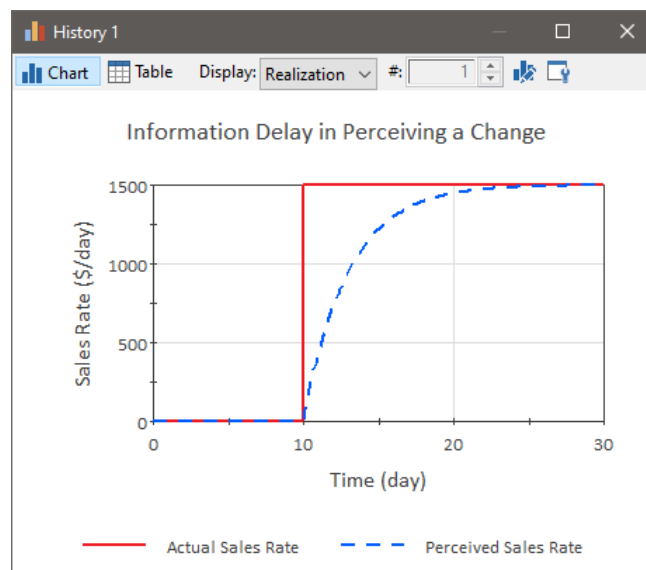 History 1
Chart Table Display: Realization #: 1
Information Delay in Perceiving a Change
Sales Rate ($/day)
1500
1000
500
0
0 10 20 30
Time (day)
Actual Sales Rate Perceived Sales Rate